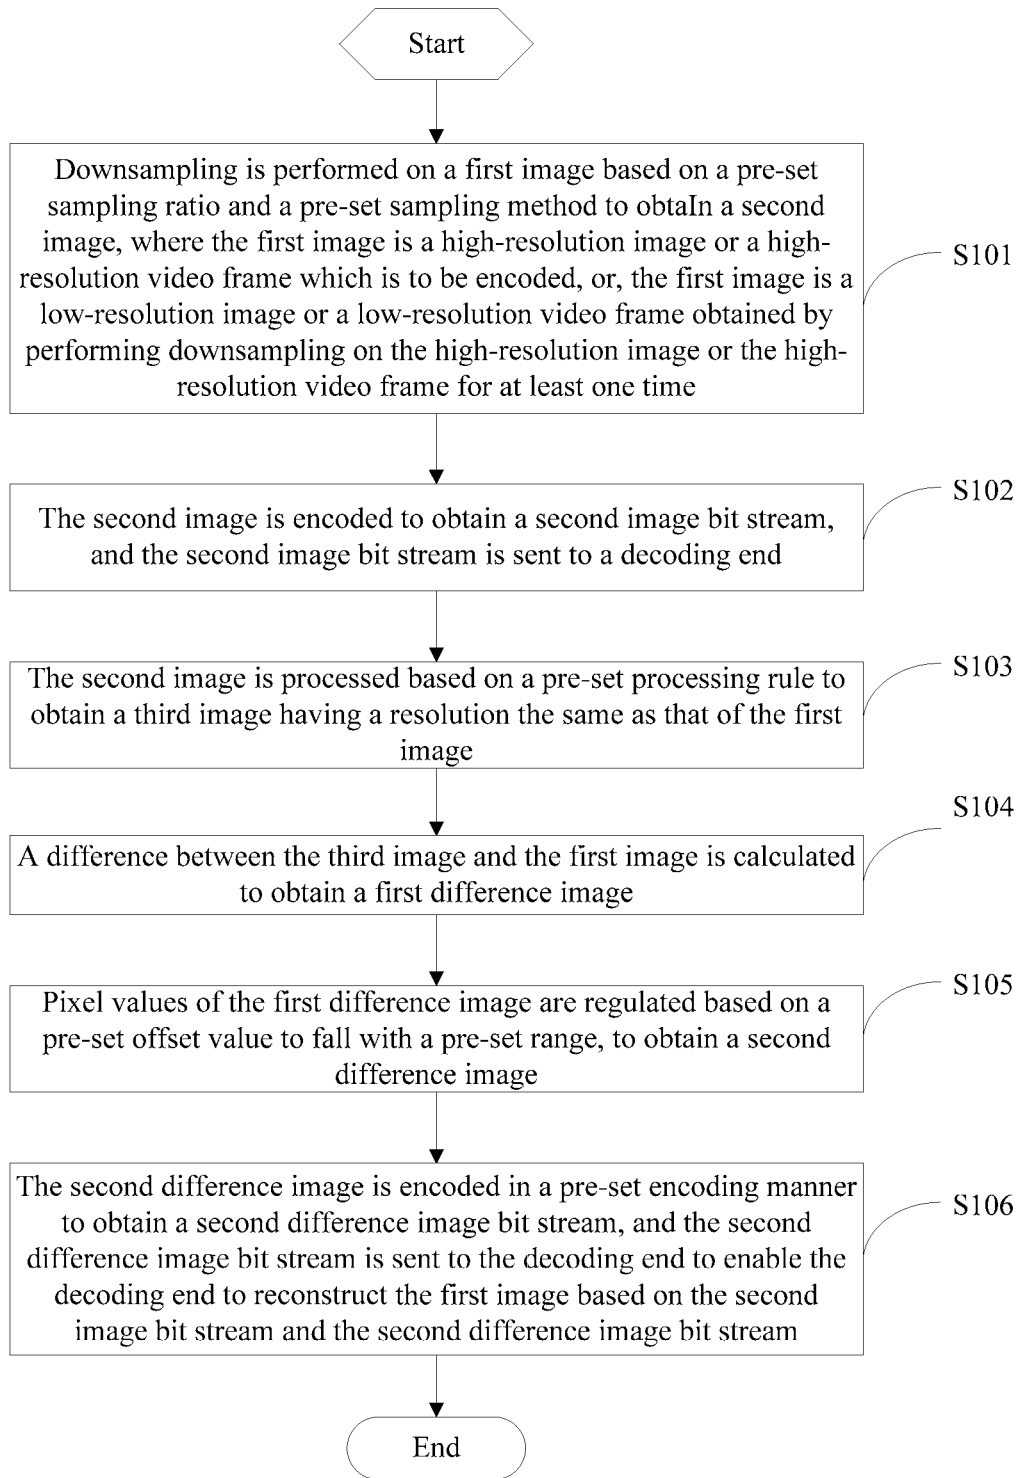 Start
Downsampling is performed on a first image based on a pre-set
sampling ratio and a pre-set sampling method to obtaIn a second
image, where the first image is a high-resolution image or a high-
resolution video frame which is to be encoded, or, the first image is a
low-resolution image or a low-resolution video frame obtained by
performing downsampling on the high-resolution image or the high-
resolution video frame for at least one time
S101
The second image is encoded to obtain a second image bit stream,
and the second image bit stream is sent to a decoding end
S102
The second image is processed based on a pre-set processing rule to
obtain a third image having a resolution the same as that of the first
image
S103
A difference between the third image and the first image is calculated
to obtain a first difference image
S104
Pixel values of the first difference image are regulated based on a
pre-set offset value to fall with a pre-set range, to obtain a second
difference image
S105
The second difference image is encoded in a pre-set encoding manner
to obtain a second difference image bit stream, and the second
difference image bit stream is sent to the decoding end to enable the
decoding end to reconstruct the first image based on the second
image bit stream and the second difference image bit stream
S106
End